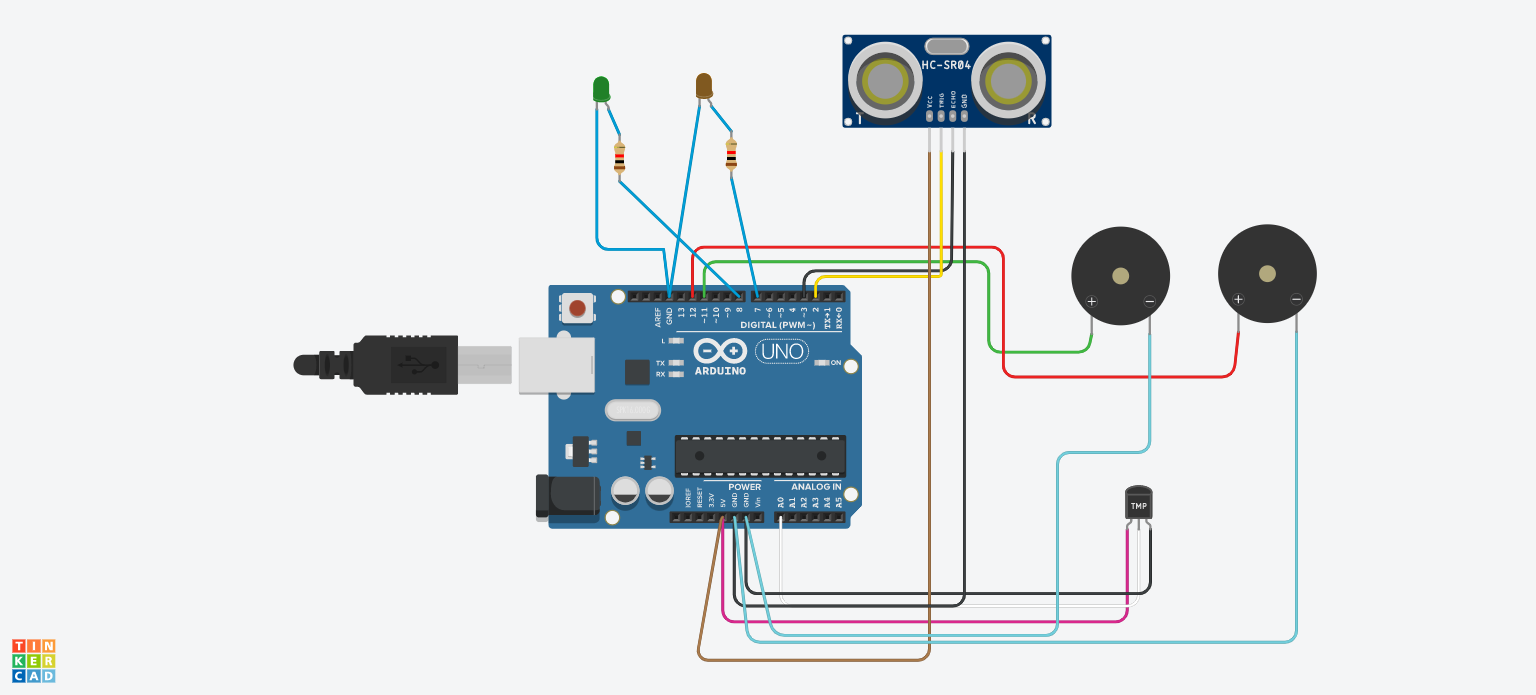 HC-SR04
VCC
TRIG
ECHO
GND
T
R
AREF
GND
13
12
~11
~10
~9
8
7
~6
~5
4
~3
2
TX→1
RX←0
DIGITAL (PWM~)
L
TX
RX
ARDUINO
UNO
ON
POWER
ANALOG IN
IOREF
RESET
3.3V
5V
GND
GND
Vin
A0
A1
A2
A3
A4
A5
TMP
TIN
KER
CAD